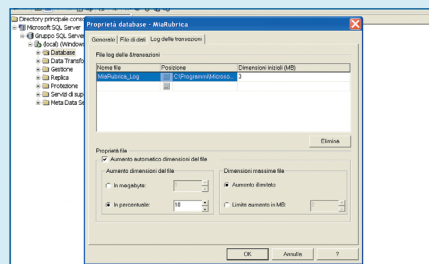 Directory principale conso
Microsoft SQL Server
Gruppo SQL Server
(local) (Window
Database
Data Transfo
Gestione
Replica
Protezione
Servizi di sup
Meta Data Se
Proprietà database - MiaRubrica
Generale File di dati Log delle transazioni
File log delle transazioni
Nome file Posizione Dimensioni iniziali (MB)
MiaRubrica_Log C:\Programmi\Microso... 3
Elimina
Proprietà file
Aumento automatico dimensioni del file
Aumento dimensioni del file
In megabyte:
In percentuale: 10
Dimensioni massime file
Aumento illimitato
Limite aumento in MB:
OK Annulla ?